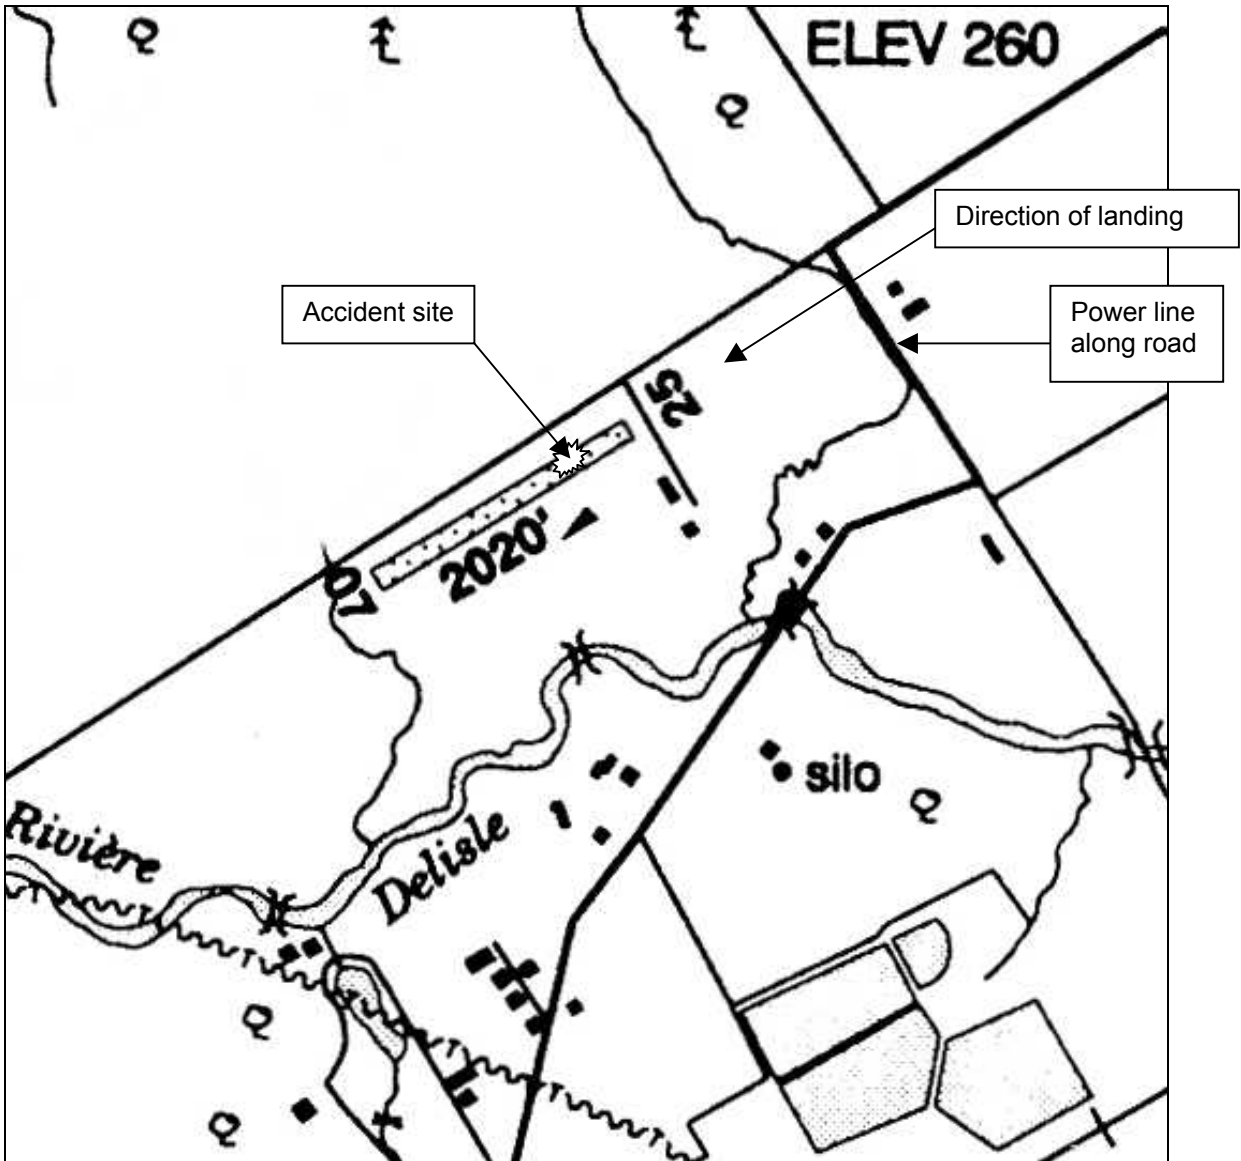 ELEV 260
Direction of landing
Accident site
Power line
along road
25
2020'
07
silo
Rivière
Delisle